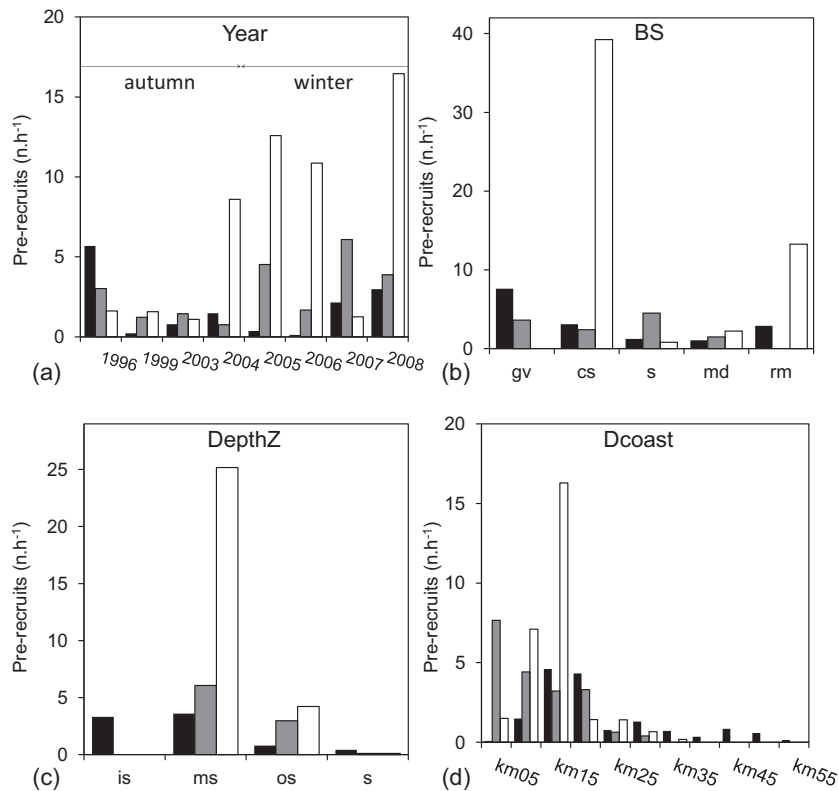 Year
autumn winter
Pre-recruits (n.h⁻¹)
20
15
10
5
0
1996 1999 2003 2004 2005 2006 2007 2008
(a)
BS
Pre-recruits (n.h⁻¹)
40
30
20
10
0
gv cs s md rm
(b)
DepthZ
Pre-recruits (n.h⁻¹)
25
20
15
10
5
0
is ms os s
(c)
Dcoast
Pre-recruits (n.h⁻¹)
20
15
10
5
0
km05 km15 km25 km35 km45 km55
(d)